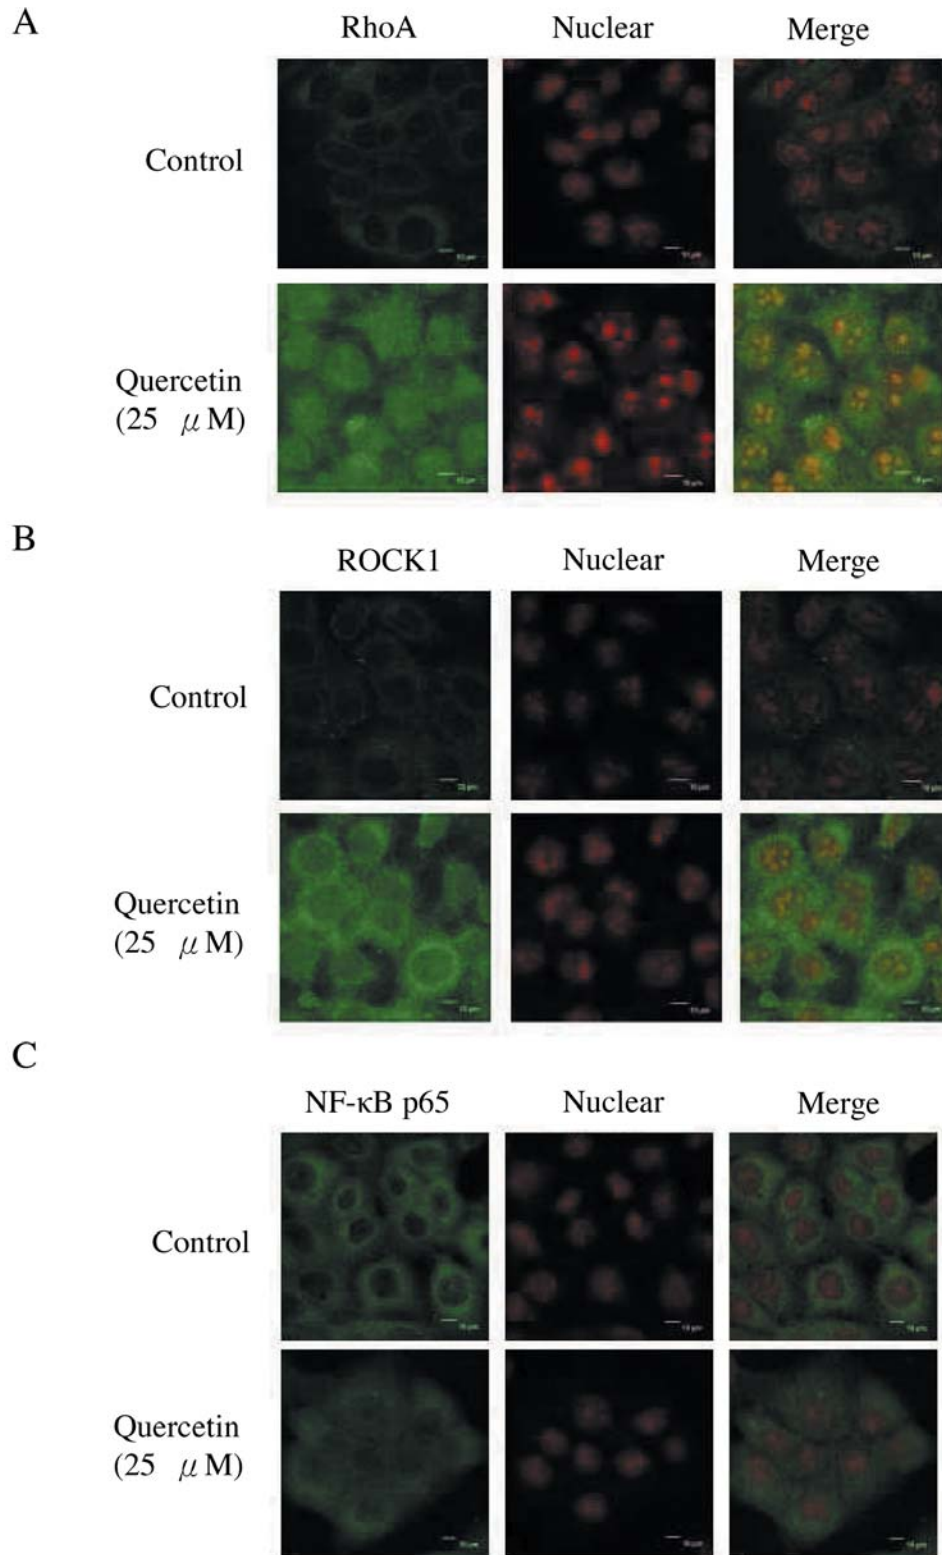 A
RhoA Nuclear Merge
Control
Quercetin
(25 μM)
B
ROCK1 Nuclear Merge
Control
Quercetin
(25 μM)
C
NF-κB p65 Nuclear Merge
Control
Quercetin
(25 μM)